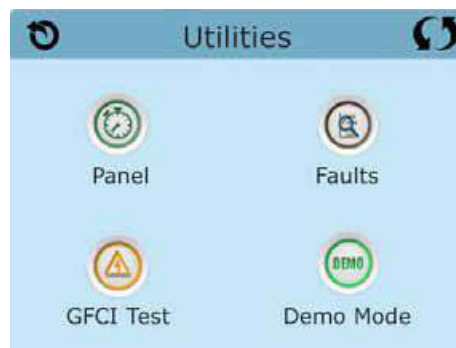 Utilities
Panel
Faults
GFCI Test
DEMO
Demo Mode